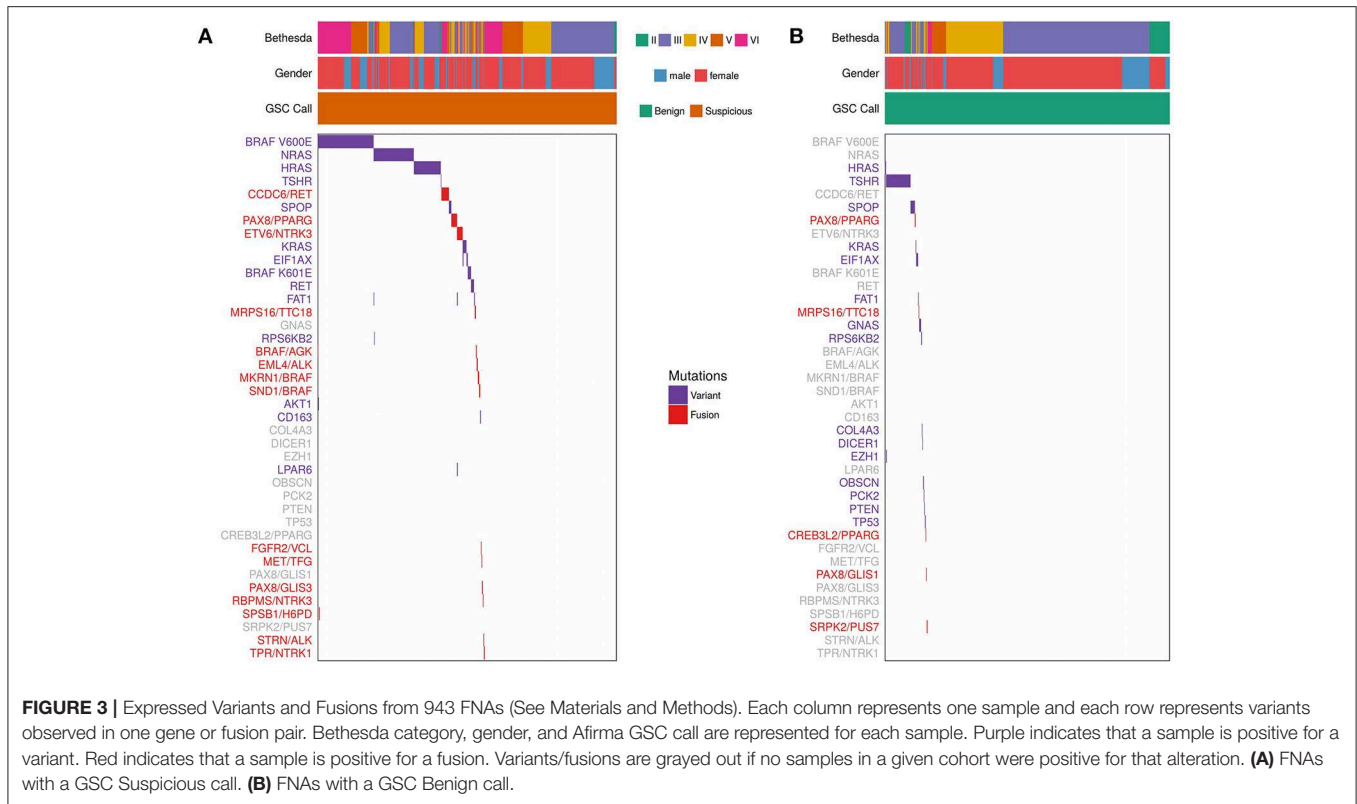 A
Bethesda
Gender
GSC Call
BRAF V600E
NRAS
HRAS
TSHR
CCDC6/RET
SPOP
PAX8/PPARG
ETV6/NTRK3
KRAS
EIF1AX
BRAF K601E
RET
FAT1
MRPS16/TTC18
GNAS
RPS6KB2
BRAF/AGK
EML4/ALK
MKRN1/BRAF
SND1/BRAF
AKT1
CD163
COL4A3
DICER1
EZH1
LPAR6
OBSCN
PCK2
PTEN
TP53
CREB3L2/PPARG
FGFR2/VCL
MET/TFG
PAX8/GLIS1
PAX8/GLIS3
RBPMS/NTRK3
SPSB1/H6PD
SRPK2/PUS7
STRN/ALK
TPR/NTRK1
II III IV V VI
male female
Benign Suspicious
Mutations
Variant
Fusion
B
Bethesda
Gender
GSC Call
BRAF V600E
NRAS
HRAS
TSHR
CCDC6/RET
SPOP
PAX8/PPARG
ETV6/NTRK3
KRAS
EIF1AX
BRAF K601E
RET
FAT1
MRPS16/TTC18
GNAS
RPS6KB2
BRAF/AGK
EML4/ALK
MKRN1/BRAF
SND1/BRAF
AKT1
CD163
COL4A3
DICER1
EZH1
LPAR6
OBSCN
PCK2
PTEN
TP53
CREB3L2/PPARG
FGFR2/VCL
MET/TFG
PAX8/GLIS1
PAX8/GLIS3
RBPMS/NTRK3
SPSB1/H6PD
SRPK2/PUS7
STRN/ALK
TPR/NTRK1
FIGURE 3 | Expressed Variants and Fusions from 943 FNAs (See Materials and Methods). Each column represents one sample and each row represents variants
observed in one gene or fusion pair. Bethesda category, gender, and Afirma GSC call are represented for each sample. Purple indicates that a sample is positive for a
variant. Red indicates that a sample is positive for a fusion. Variants/fusions are grayed out if no samples in a given cohort were positive for that alteration. (A) FNAs
with a GSC Suspicious call. (B) FNAs with a GSC Benign call.